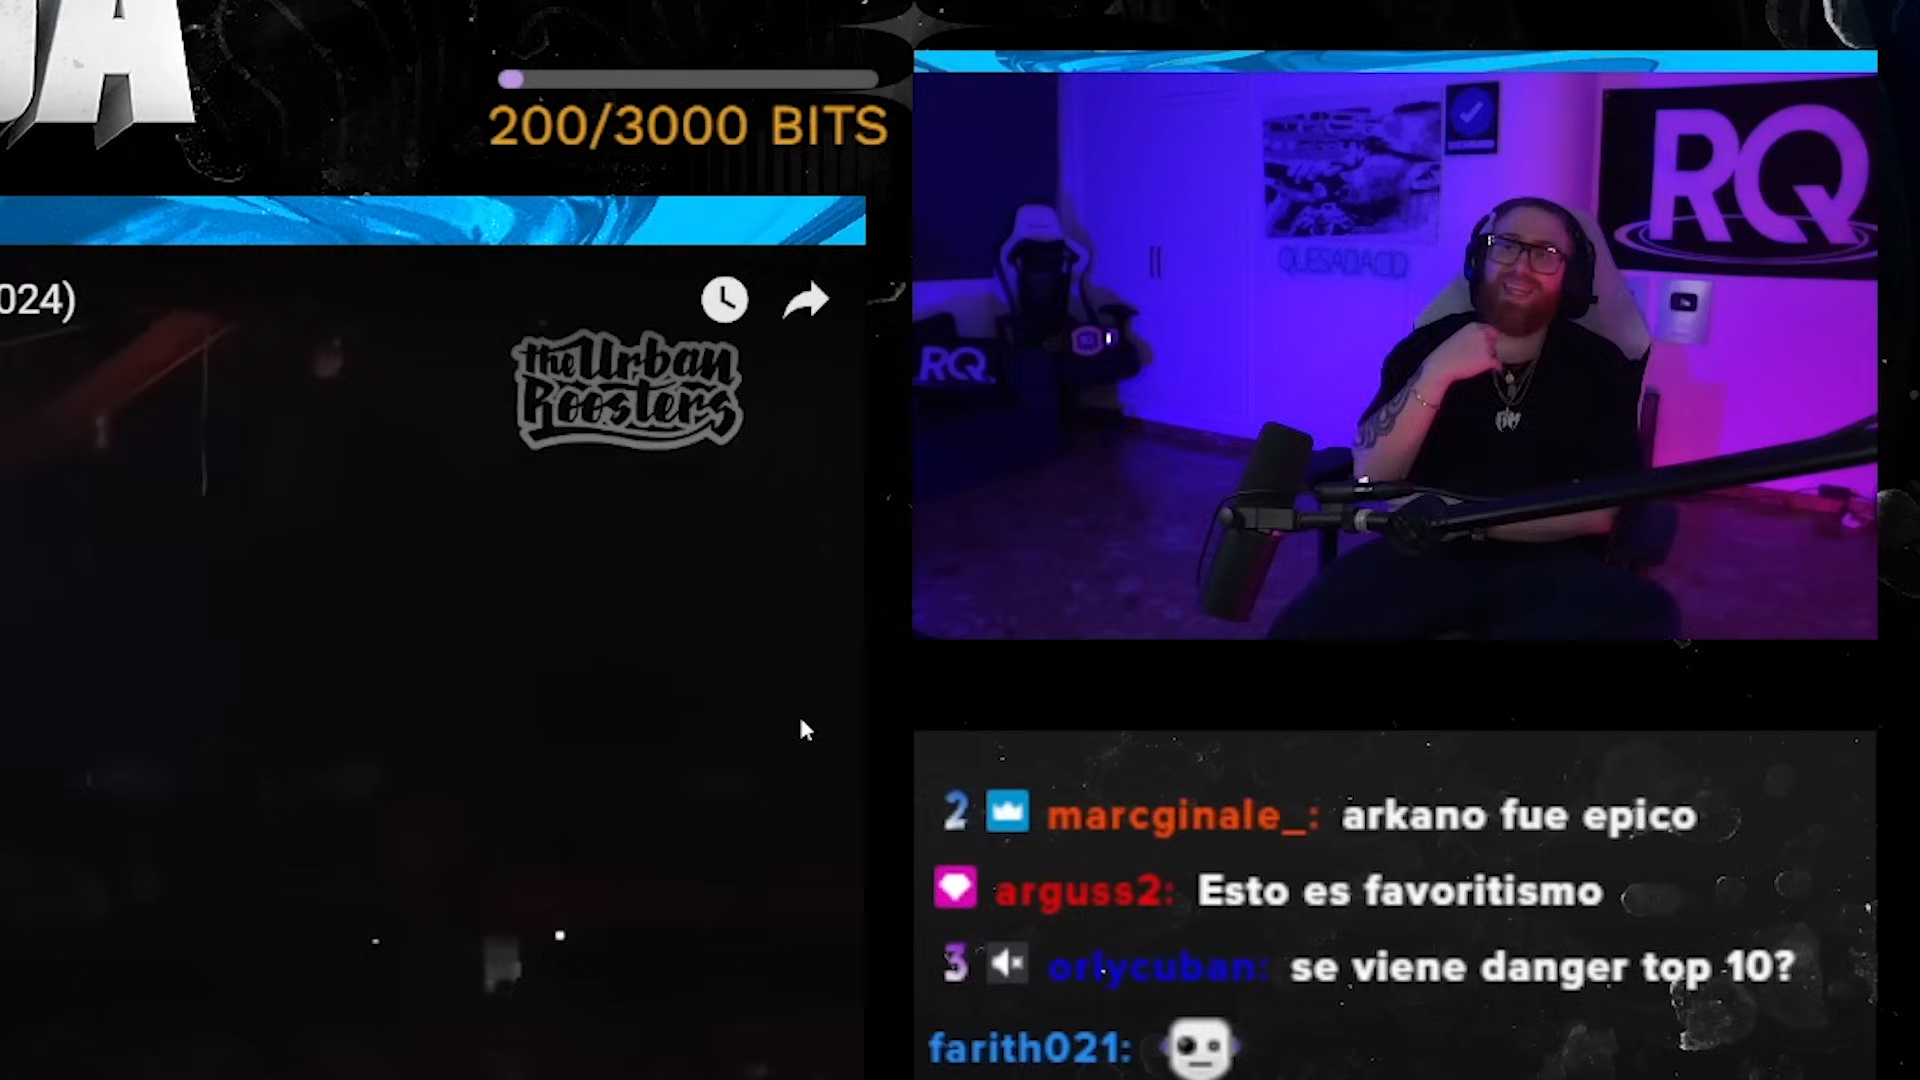 200/3000 BITS
024)
the Urban
Roosters
RQ
QUESADACID
RQ
2 marcginale_: arkano fue epico
arguss2: Esto es favoritismo
3 orlycuban: se viene danger top 10?
farith021: